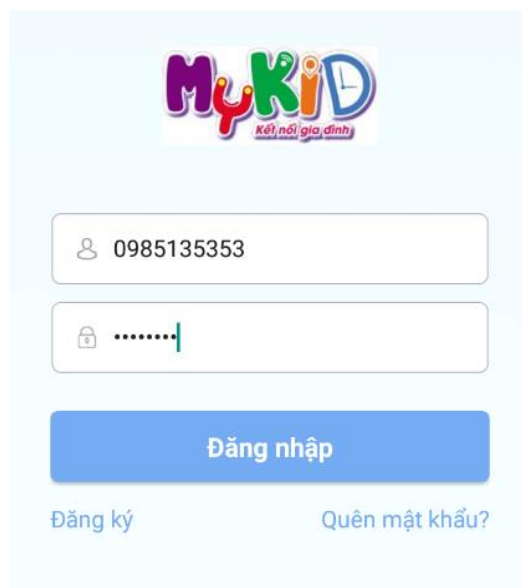 MyKiD
Kết nối gia đình
0985135353
••••••••
Đăng nhập
Đăng ký
Quên mật khẩu?